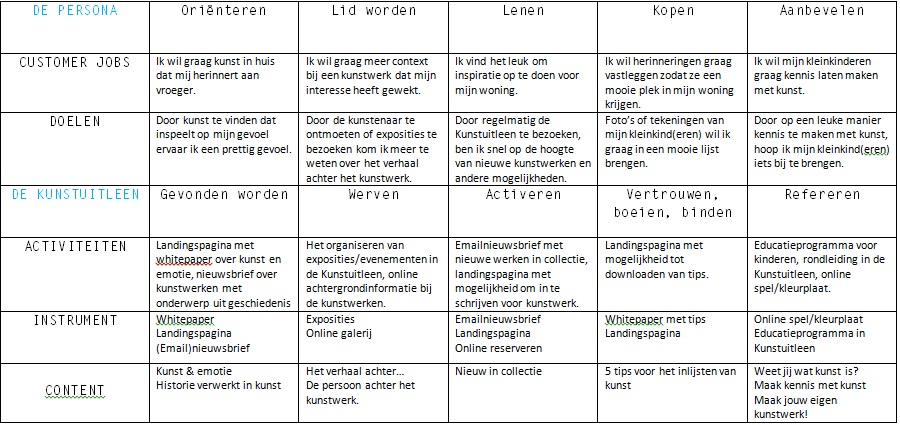 DE PERSONA Oriënteren Lid worden Lenen Kopen Aanbevelen
CUSTOMER JOBS
Ik wil graag kunst in huis
dat mij herinnert aan
vroeger.
Ik wil graag meer context
bij een kunstwerk dat mijn
interesse heeft gewekt.
Ik vind het leuk om
inspiratie op te doen voor
mijn woning.
Ik wil herinneringen graag
vastleggen zodat ze een
mooie plek in mijn woning
krijgen.
Ik wil mijn kleinkinderen
graag kennis laten maken
met kunst.
DOELEN
Door kunst te vinden dat
inspeelt op mijn gevoel
ervaar ik een prettig gevoel.
Door de kunstenaar te
ontmoeten of exposities te
bezoeken kom ik meer te
weten over het verhaal
achter het kunstwerk.
Door regelmatig de
Kunstuitleen te bezoeken,
ben ik snel op de hoogte
van nieuwe kunstwerken en
andere mogelijkheden.
Foto's of tekeningen van
mijn kleinkind(eren) wil ik
graag in een mooie lijst
brengen.
Door op een leuke manier
kennis te maken met kunst,
hoop ik mijn kleinkind(eren)
iets bij te brengen.
DE KUNSTUITLEEN Gevonden worden Werven Activeren Vertrouwen,
boeien, binden
Refereren
ACTIVITEITEN
Landingspagina met
whitepaper over kunst en
emotie, nieuwsbrief over
kunstwerken met
onderwerp uit geschiedenis
Het organiseren van
exposities/evenementen in
de Kunstuitleen, online
achtergrondinformatie bij
de kunstwerken.
Emailnieuwsbrief met
nieuwe werken in collectie,
landingspagina met
mogelijkheid om in te
schrijven voor kunstwerk.
Landingspagina met
mogelijkheid tot
downloaden van tips.
Educatieprogramma voor
kinderen, rondleiding in de
Kunstuitleen, online
spel/kleurplaat.
INSTRUMENT
Whitepaper
Landingspagina
(Email)nieuwsbrief
Exposities
Online galerij
Emailnieuwsbrief
Landingspagina
Online reserveren
Whitepaper met tips
Landingspagina
Online spel/kleurplaat
Educatieprogramma in
Kunstuitleen
CONTENT
Kunst & emotie
Historie verwerkt in kunst
Het verhaal achter...
De persoon achter het
kunstwerk.
Nieuw in collectie
5 tips voor het inlijsten van
kunst
Weet jij wat kunst is?
Maak kennis met kunst
Maak jouw eigen
kunstwerk!